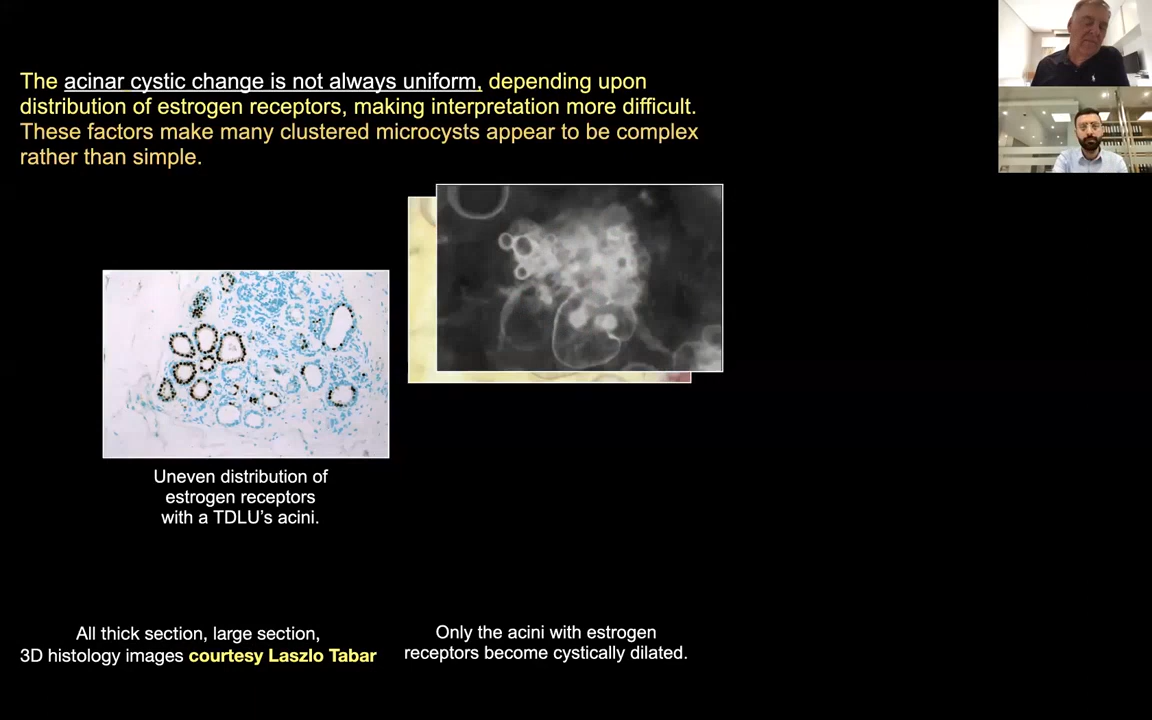 The acinar cystic change is not always uniform, depending upon
distribution of estrogen receptors, making interpretation more difficult.
These factors make many clustered microcysts appear to be complex
rather than simple.
Uneven distribution of
estrogen receptors
with a TDLU’s acini.
All thick section, large section,
3D histology images courtesy Laszlo Tabar
Only the acini with estrogen
receptors become cystically dilated.